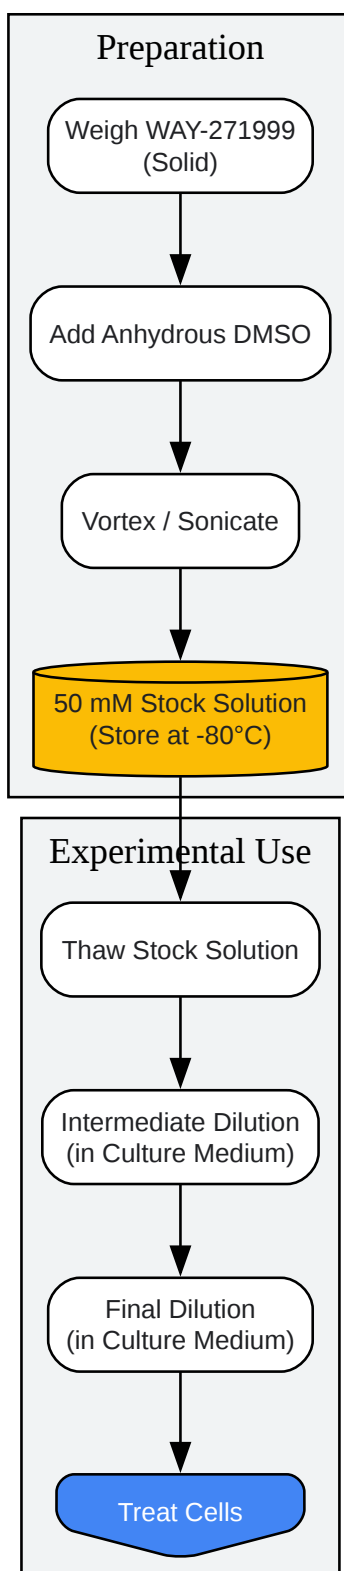 Preparation
Weigh WAY-271999
(Solid)
Add Anhydrous DMSO
Vortex / Sonicate
50 mM Stock Solution
(Store at -80°C)
Experimental Use
Thaw Stock Solution
Intermediate Dilution
(in Culture Medium)
Final Dilution
(in Culture Medium)
Treat Cells